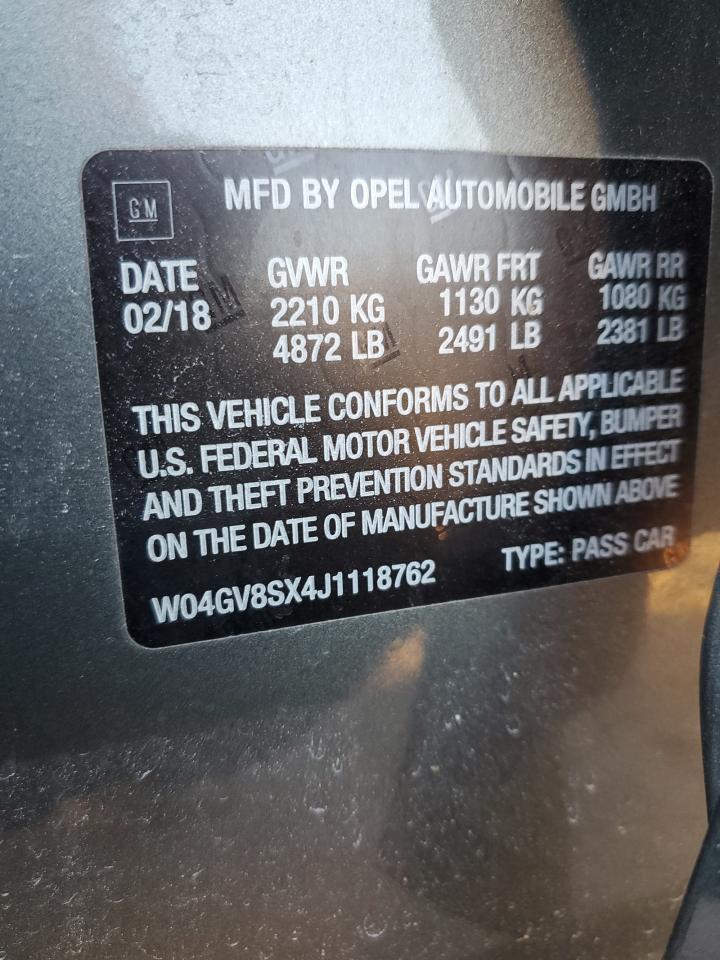 GM
MFD BY OPEL AUTOMOBILE GMBH
DATE GVWR GAWR FRT GAWR RR
02/18 2210 KG 1130 KG 1080 KG
4872 LB 2491 LB 2381 LB
THIS VEHICLE CONFORMS TO ALL APPLICABLE
U.S. FEDERAL MOTOR VEHICLE SAFETY, BUMPER
AND THEFT PREVENTION STANDARDS IN EFFECT
ON THE DATE OF MANUFACTURE SHOWN ABOVE
W04GV8SX4J1118762 TYPE: PASS CAR